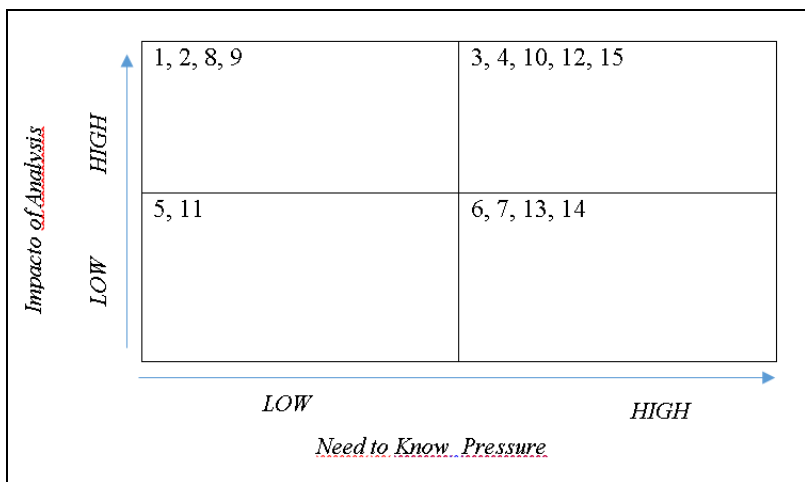 1, 2, 8, 9
3, 4, 10, 12, 15
HIGH
Impacto of Analysis
5, 11
6, 7, 13, 14
LOW
LOW
HIGH
Need to Know Pressure